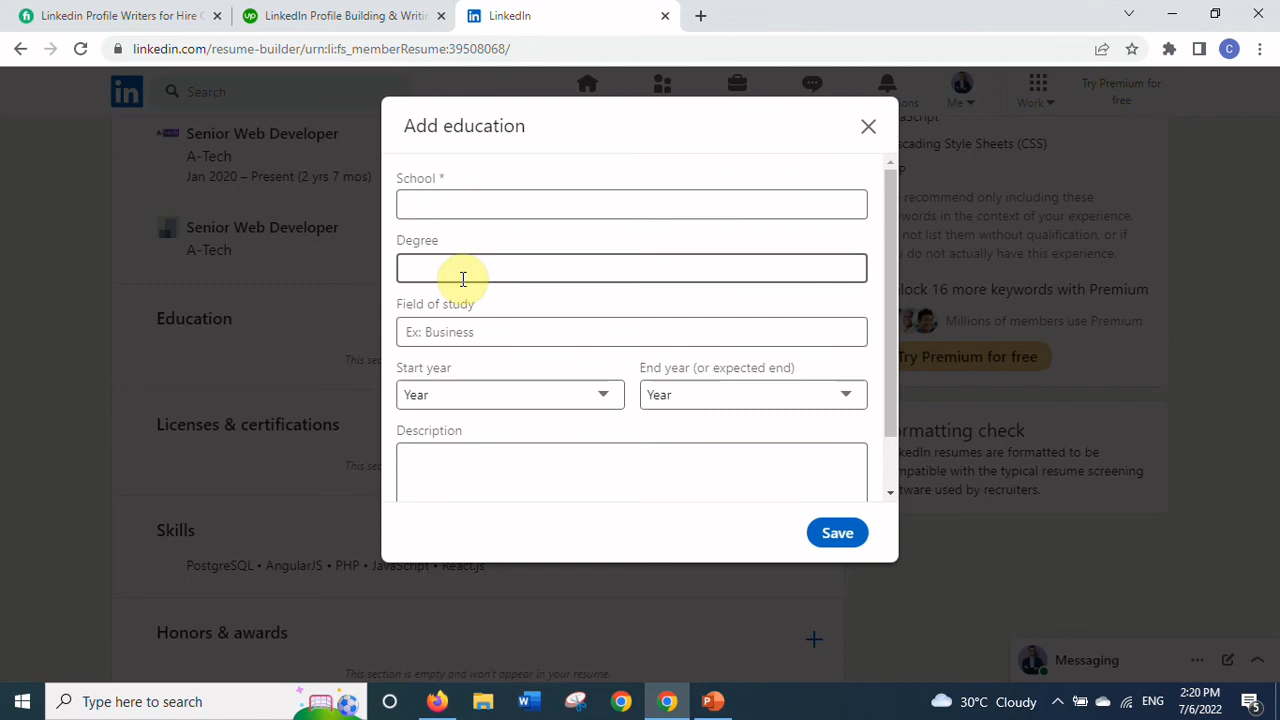 Linkedin Profile Writers for Hire
LinkedIn Profile Building & Writi
LinkedIn
linkedin.com/resume-builder/urn:li:fs_memberResume:39508068/
C
in
Search
Me
Work
Try Premium for
free
Senior Web Developer
A-Tech
Jan 2020 – Present (2 yrs 7 mos)
Senior Web Developer
A-Tech
Education
Licenses & certifications
Skills
PostgreSQL • AngularJS • PHP • JavaScript • React.js
Honors & awards
This section is empty and won't appear in your resume.
Add education
School *
Degree
Field of study
Ex: Business
Start year
End year (or expected end)
Year
Year
Description
Save
ascading Style Sheets (CSS)
recommend only including these
words in the context of your experience.
not list them without qualification, or if
do not actually have this experience.
nlock 16 more keywords with Premium
Millions of members use Premium
Try Premium for free
ormatting check
kedIn resumes are formatted to be
mpatible with the typical resume screening
tware used by recruiters.
Messaging
Type here to search
30°C Cloudy
ENG
2:20 PM
7/6/2022
5